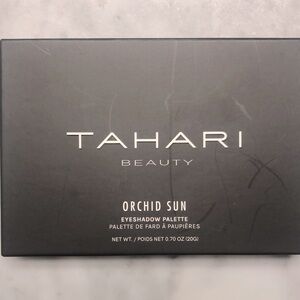 TAHARI
BEAUTY
ORCHID SUN
EYESHADOW PALETTE
PALETTE DE FARD À PAUPIÈRES
NET WT. / POIDS NET 0.70 OZ (20G)